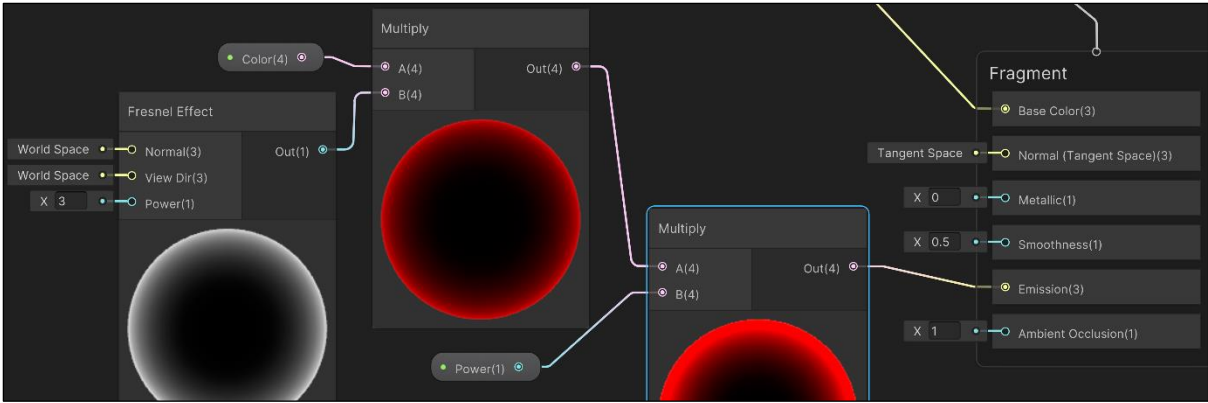 Color(4)
Multiply
A(4)
Out(4)
B(4)
Fresnel Effect
World Space
Normal(3)
Out(1)
World Space
View Dir(3)
X 3
Power(1)
Multiply
A(4)
Out(4)
B(4)
Power(1)
Fragment
Base Color(3)
Tangent Space
Normal (Tangent Space)(3)
X 0
Metallic(1)
X 0.5
Smoothness(1)
Emission(3)
X 1
Ambient Occlusion(1)